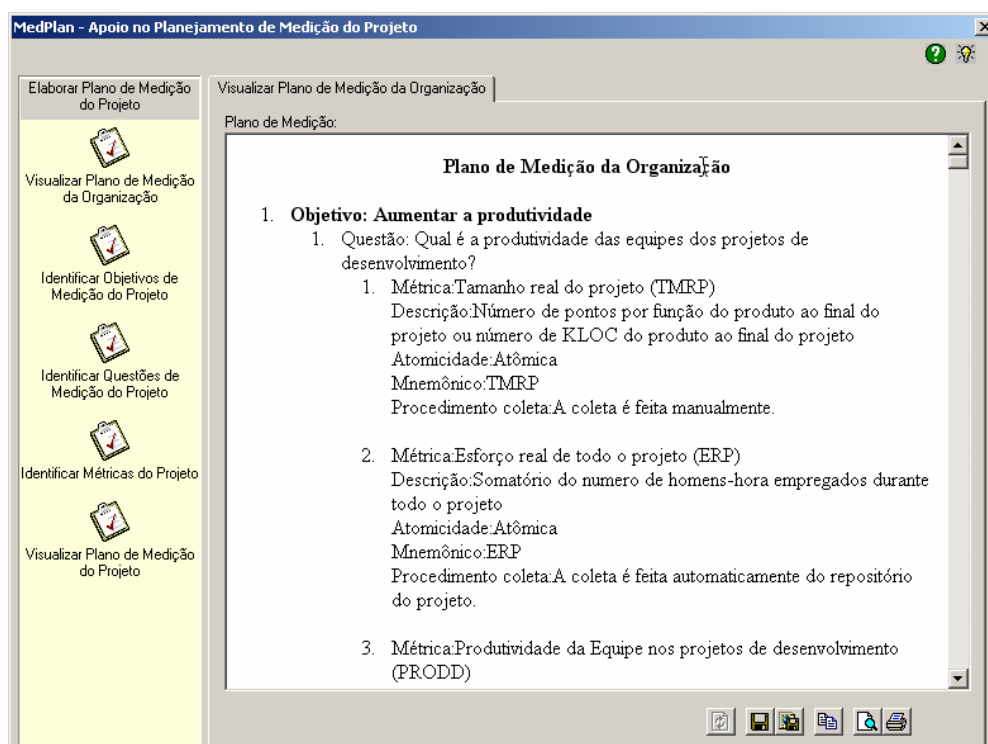 MedPlan - Apoio no Planejamento de Medição do Projeto
Elaborar Plano de Medição
do Projeto
Visualizar Plano de Medição
da Organização
Identificar Objetivos de
Medição do Projeto
Identificar Questões de
Medição do Projeto
Identificar Métricas do Projeto
Visualizar Plano de Medição
do Projeto
Visualizar Plano de Medição da Organização
Plano de Medição:
Plano de Medição da Organização
1. Objetivo: Aumentar a produtividade
1. Questão: Qual é a produtividade das equipes dos projetos de
desenvolvimento?
1. Métrica:Tamanho real do projeto (TMRP)
Descrição:Número de pontos por função do produto ao final do
projeto ou número de KLOC do produto ao final do projeto
Atomicidade:Atômica
Mnemônico:TMRP
Procedimento coleta:A coleta é feita manualmente.
2. Métrica:Esforço real de todo o projeto (ERP)
Descrição:Somatório do numero de homens-hora empregados durante
todo o projeto
Atomicidade:Atômica
Mnemônico:ERP
Procedimento coleta:A coleta é feita automaticamente do repositório
do projeto.
3. Métrica:Produtividade da Equipe nos projetos de desenvolvimento
(PRODD)